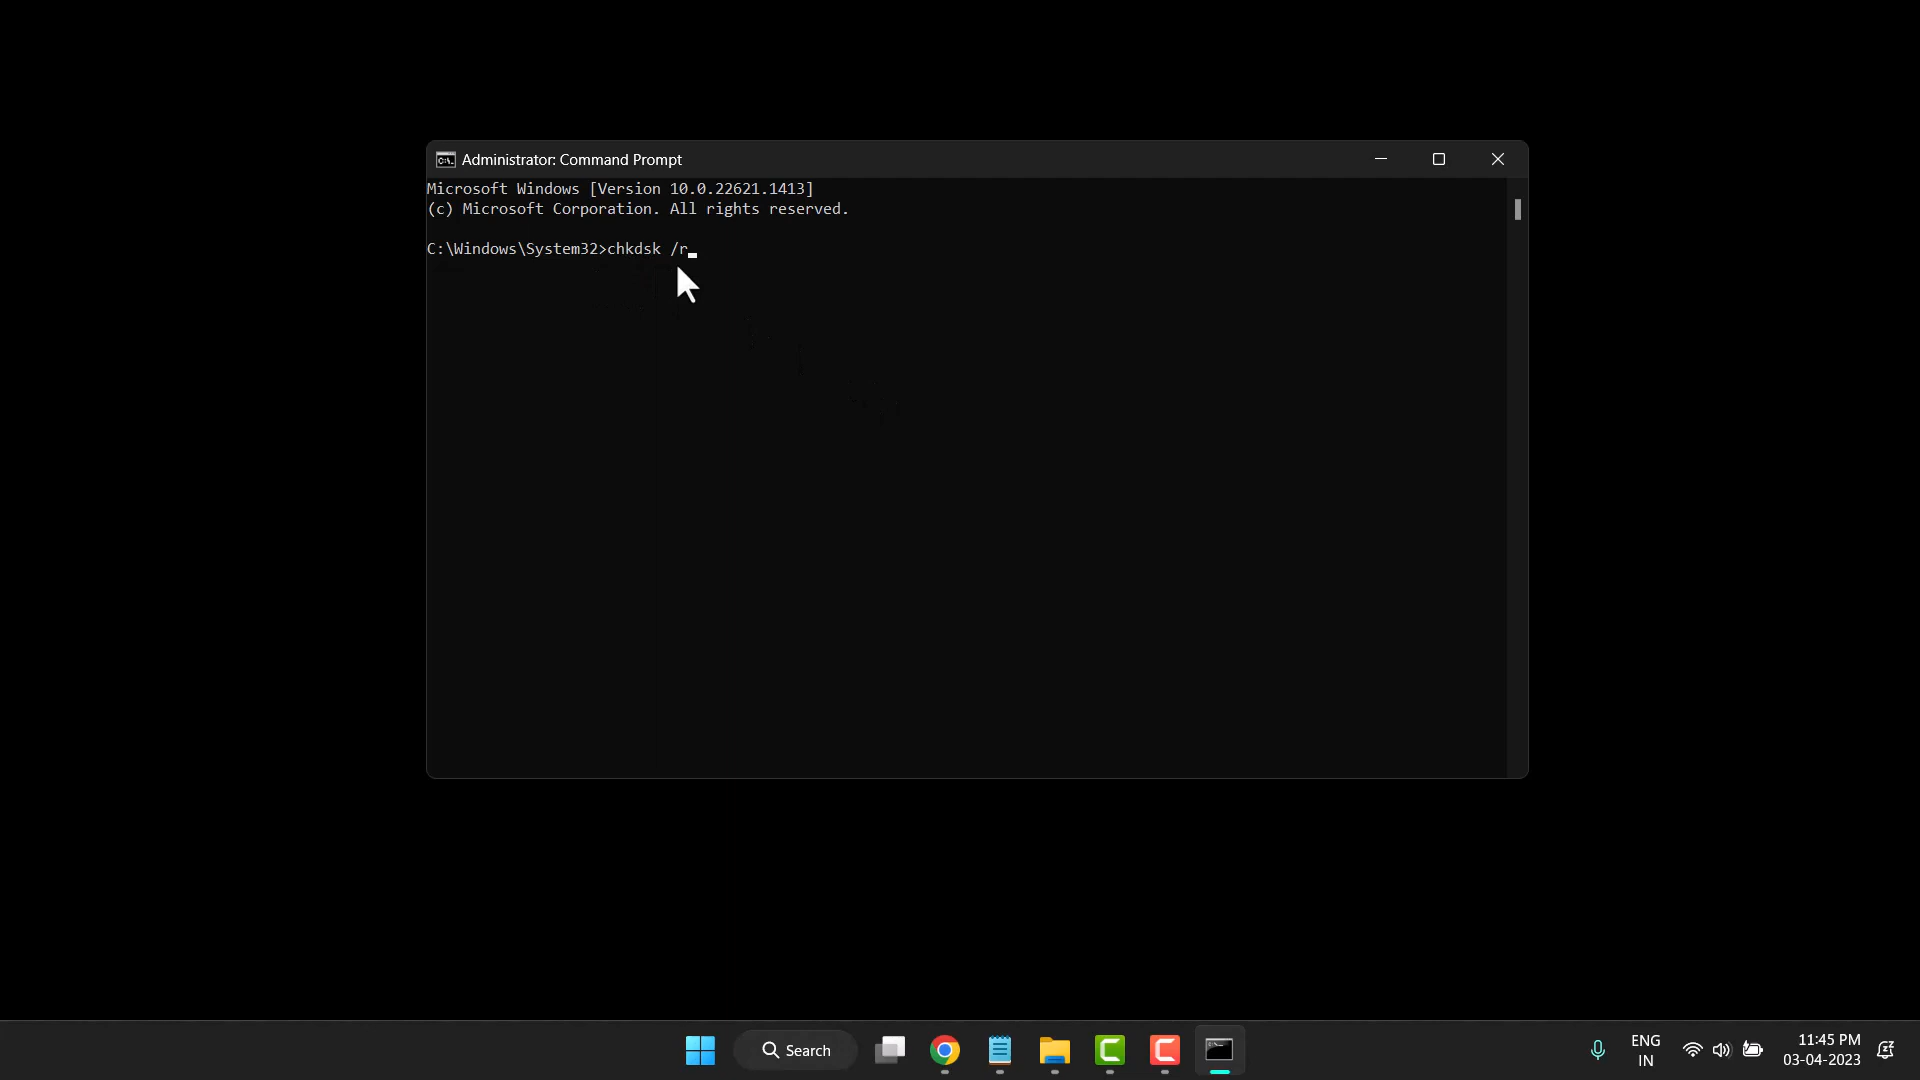 Administrator: Command Prompt
Microsoft Windows [Version 10.0.22621.1413]
(c) Microsoft Corporation. All rights reserved.
C:\Windows\System32>chkdsk /r
Search
ENG
IN
11:45 PM
03-04-2023